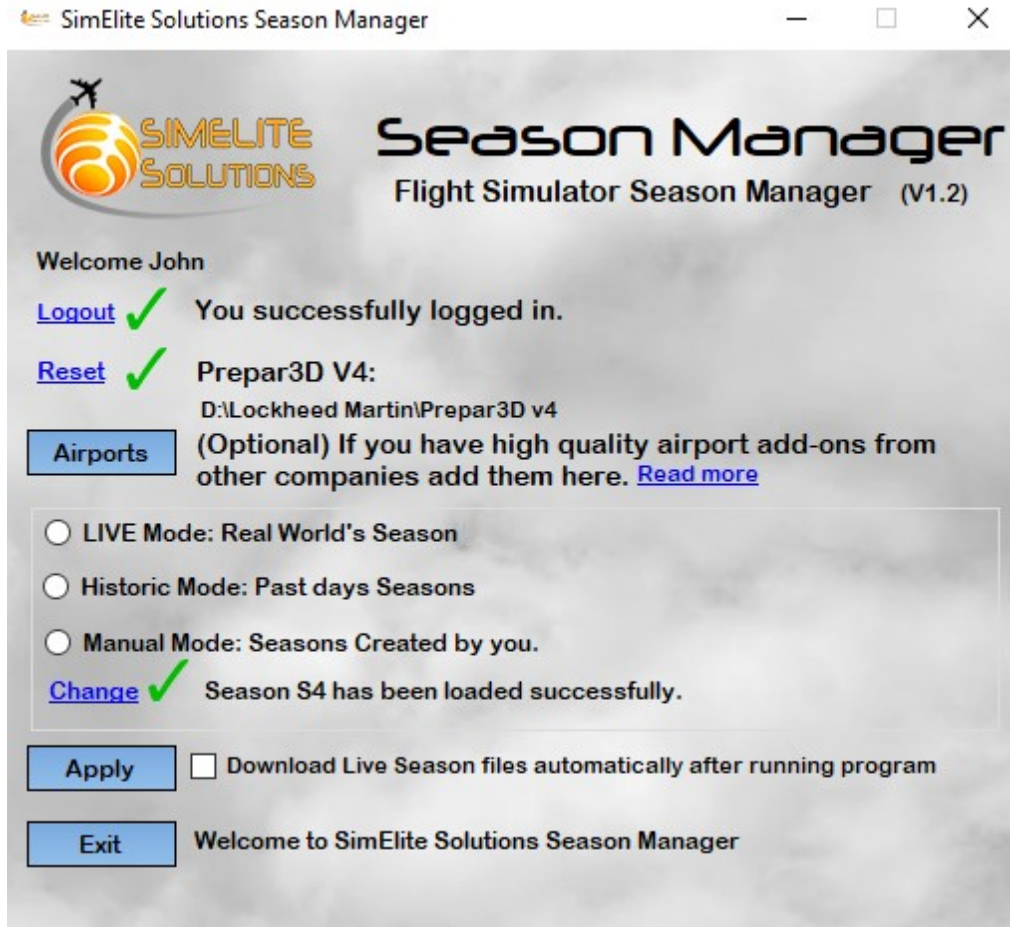 SimElite Solutions Season Manager
SIMELITE
SOLUTIONS
Season Manager
Flight Simulator Season Manager (V1.2)
Welcome John
Logout You successfully logged in.
Reset Prepar3D V4:
D:\Lockheed Martin\Prepar3D v4
Airports (Optional) If you have high quality airport add-ons from
other companies add them here. Read more
LIVE Mode: Real World's Season
Historic Mode: Past days Seasons
Manual Mode: Seasons Created by you.
Change Season S4 has been loaded successfully.
Apply Download Live Season files automatically after running program
Exit Welcome to SimElite Solutions Season Manager